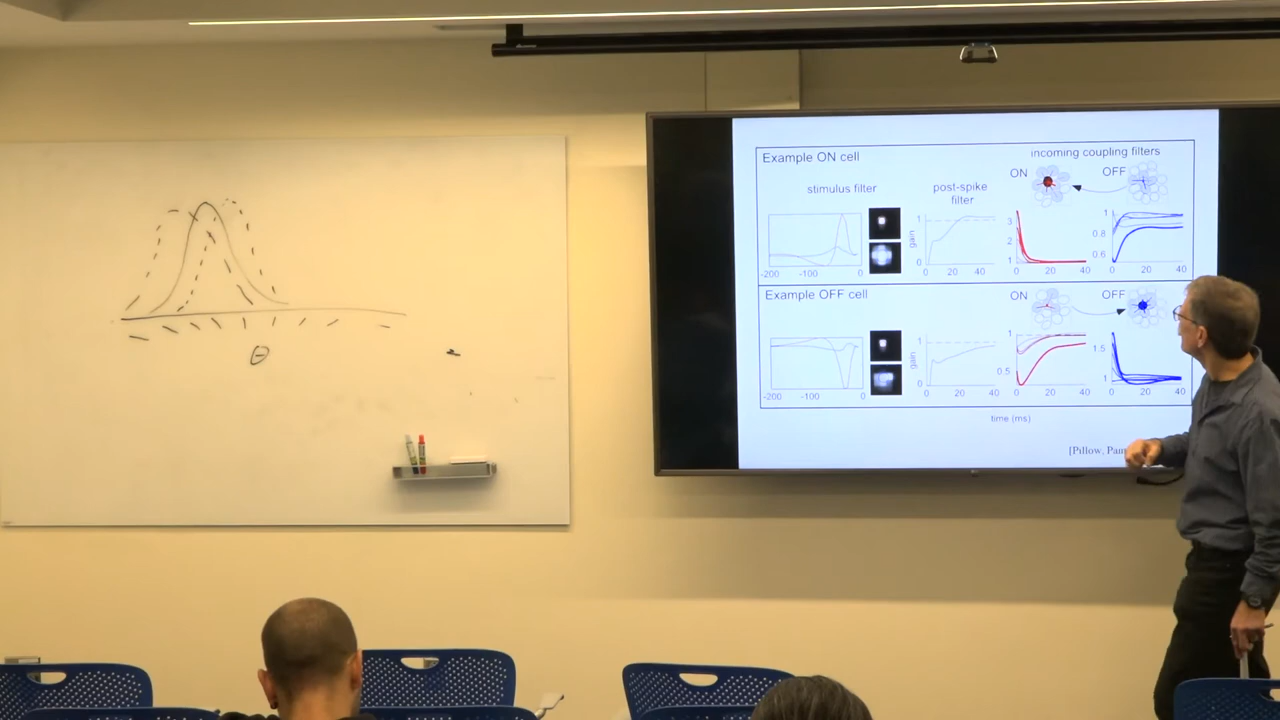 θ
Example ON cell
incoming coupling filters
ON
OFF
stimulus filter
post-spike
filter
gain
1
0
3
2
1
1
0.8
0.6
-200
-100
0
0
20
40
0
20
40
0
20
40
Example OFF cell
ON
OFF
gain
1
0
1
0.5
1.5
1
-200
-100
0
0
20
40
0
20
40
0
20
40
time (ms)
[Pillow,